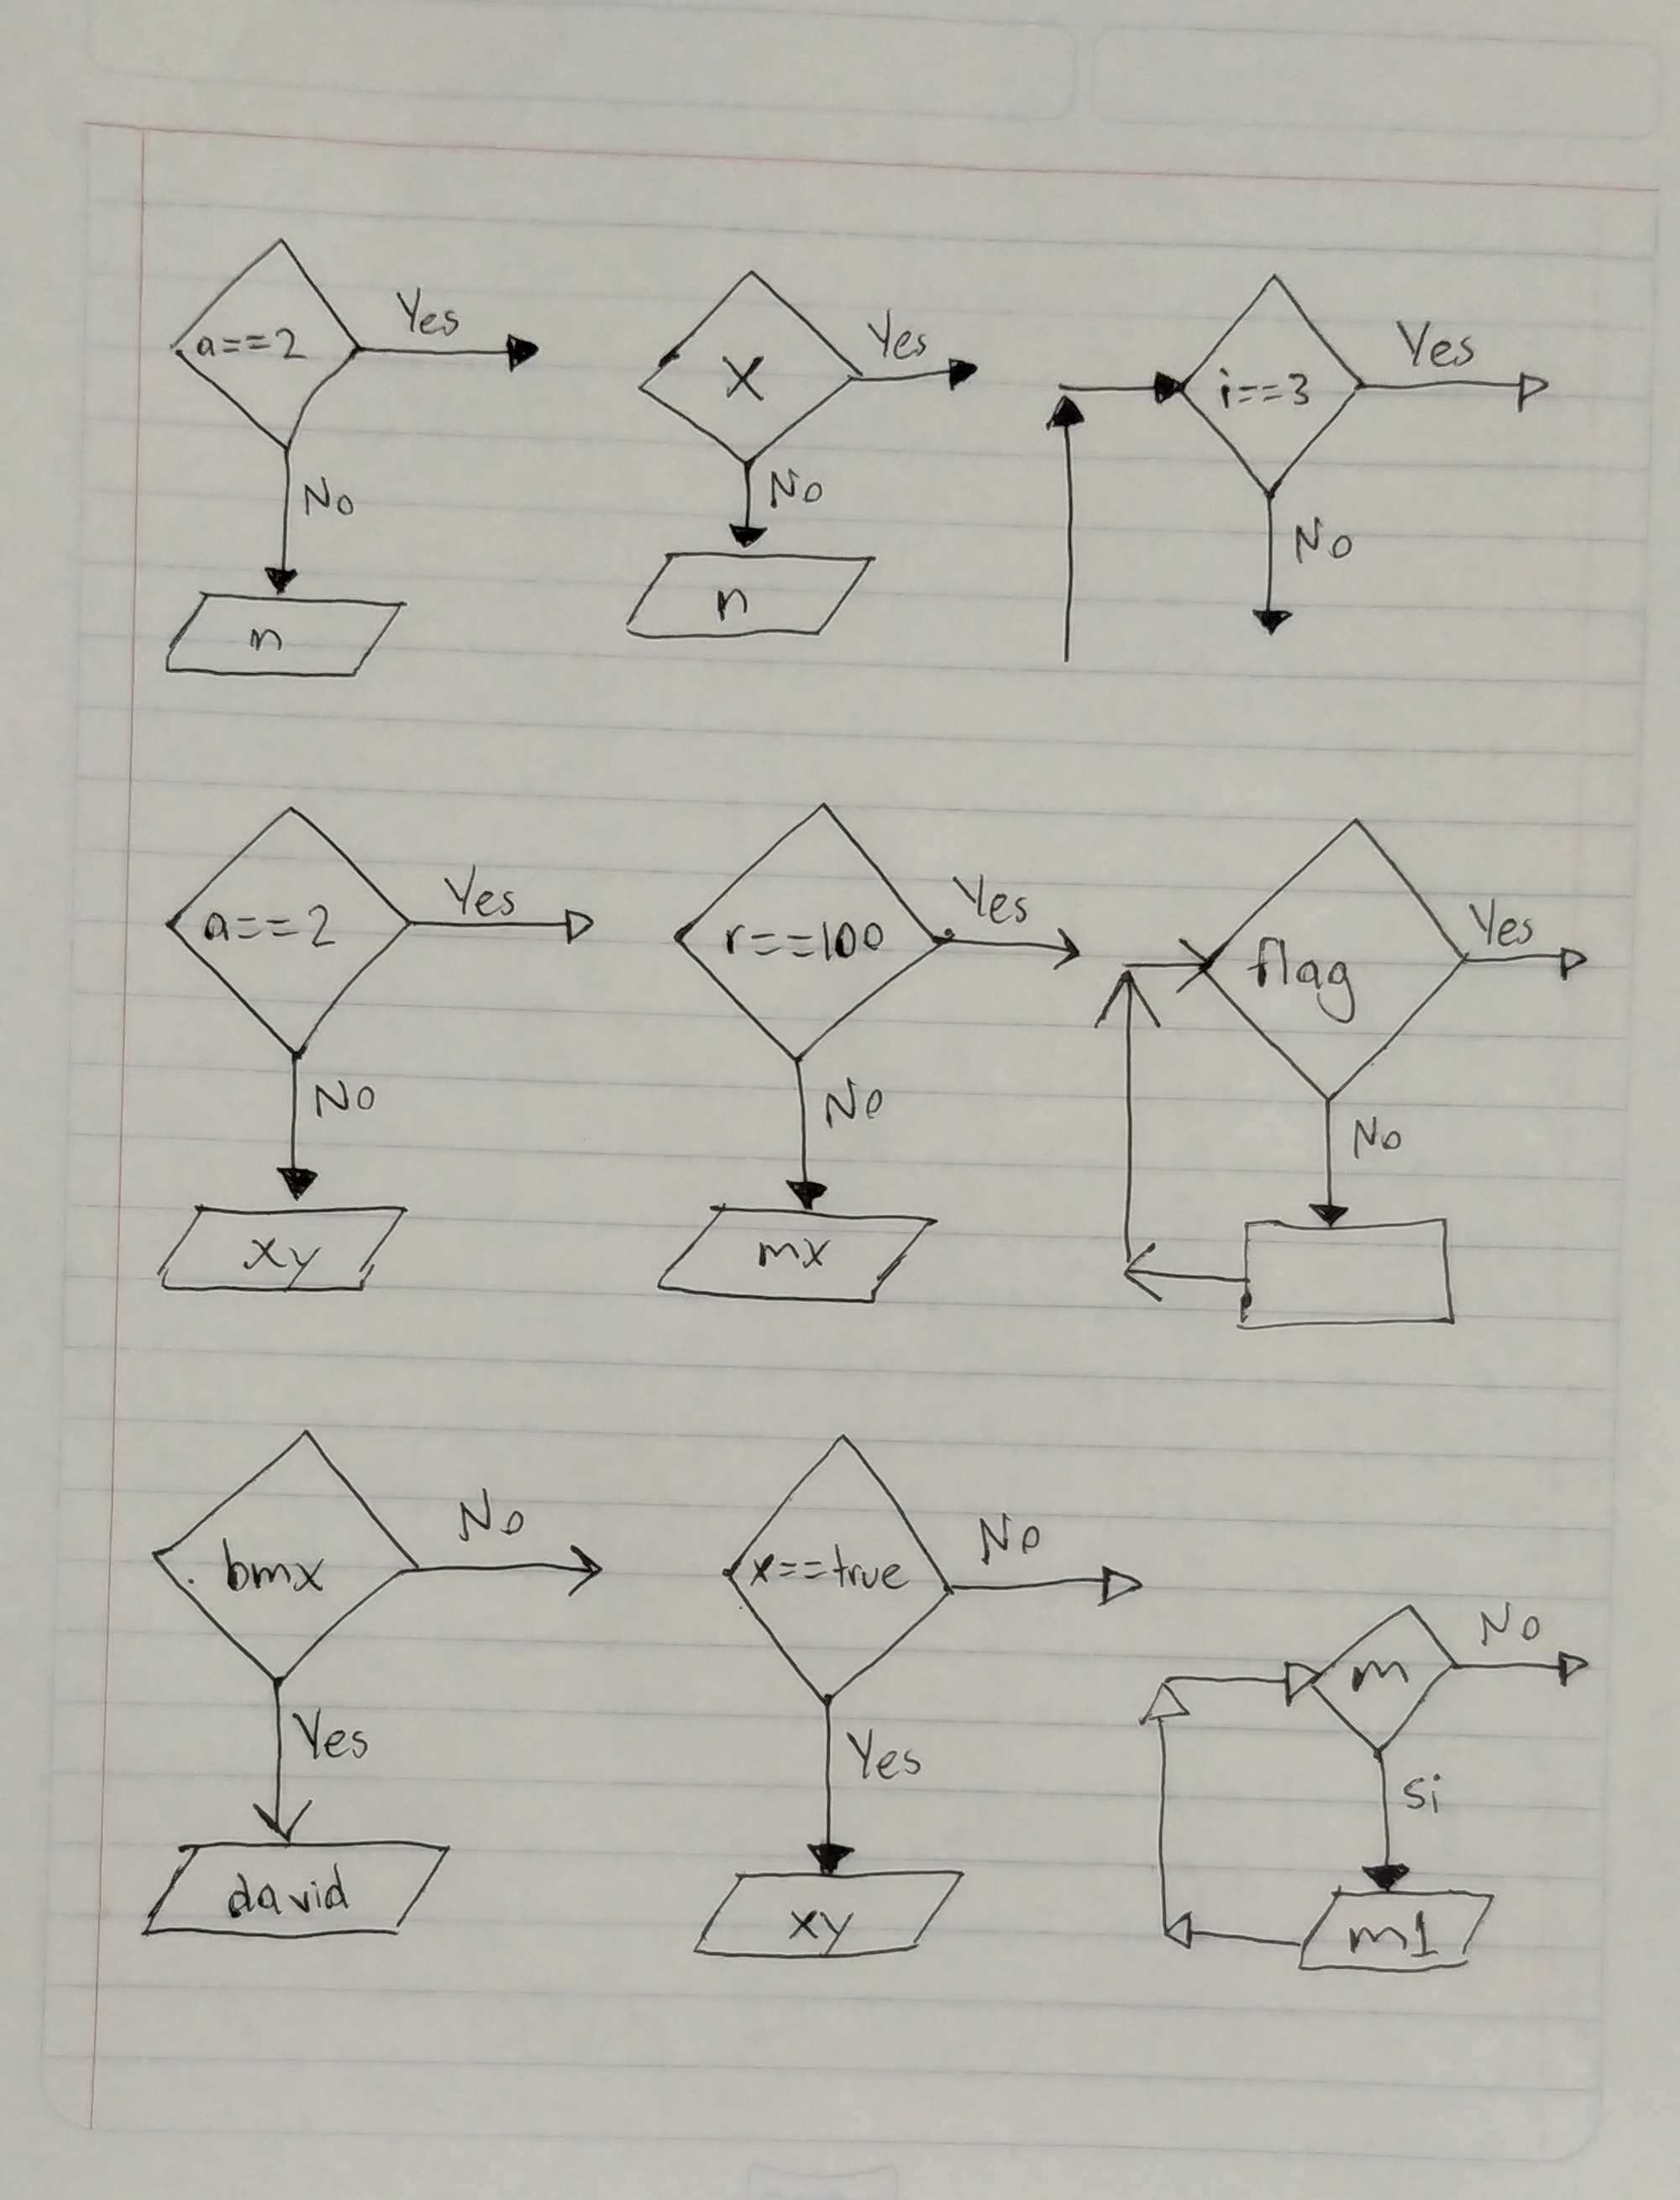 a==2
Yes
No
n
X
Yes
No
n
i==3
Yes
No
a==2
Yes
No
xy
r==100
Yes
No
mx
flag
Yes
No
bmx
No
Yes
david
x==true
No
Yes
xy
m
No
Si
m1